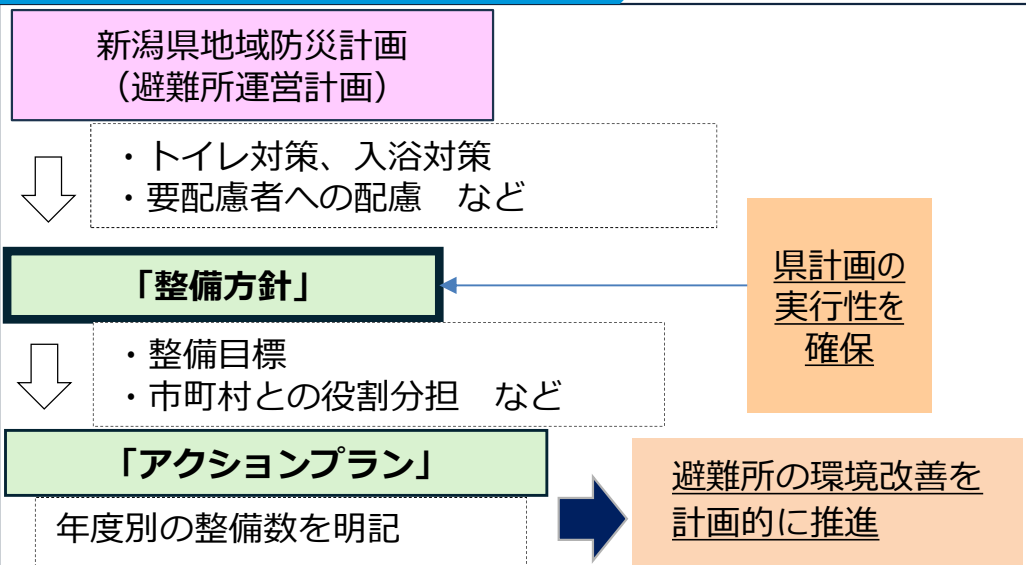 新潟県地域防災計画
（避難所運営計画）
・トイレ対策、入浴対策
・要配慮者への配慮　など
「整備方針」
県計画の
実行性を
確保
・整備目標
・市町村との役割分担　など
「アクションプラン」
年度別の整備数を明記
避難所の環境改善を
計画的に推進